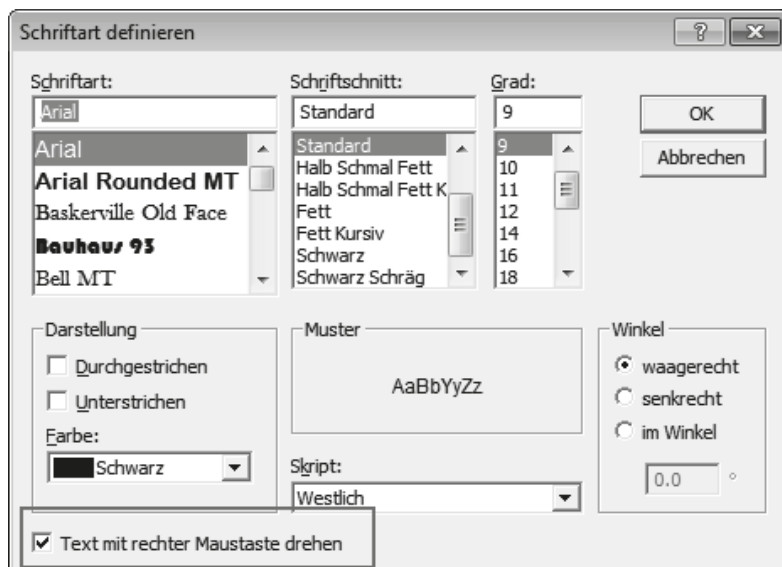 Schriftart definieren
Schriftart:
Arial
Arial
Arial Rounded MT
Baskerville Old Face
Bauhaus 93
Bell MT
Schriftschnitt:
Standard
Standard
Halb Schmal Fett
Halb Schmal Fett K
Fett
Fett Kursiv
Schwarz
Schwarz Schräg
Grad:
9
9
10
11
12
14
16
18
OK
Abbrechen
Darstellung
Durchgestrichen
Unterstrichen
Farbe:
Schwarz
Muster
AaBbYyZz
Skript:
Westlich
Winkel
waagerecht
senkrecht
im Winkel
0.0 °
Text mit rechter Maustaste drehen